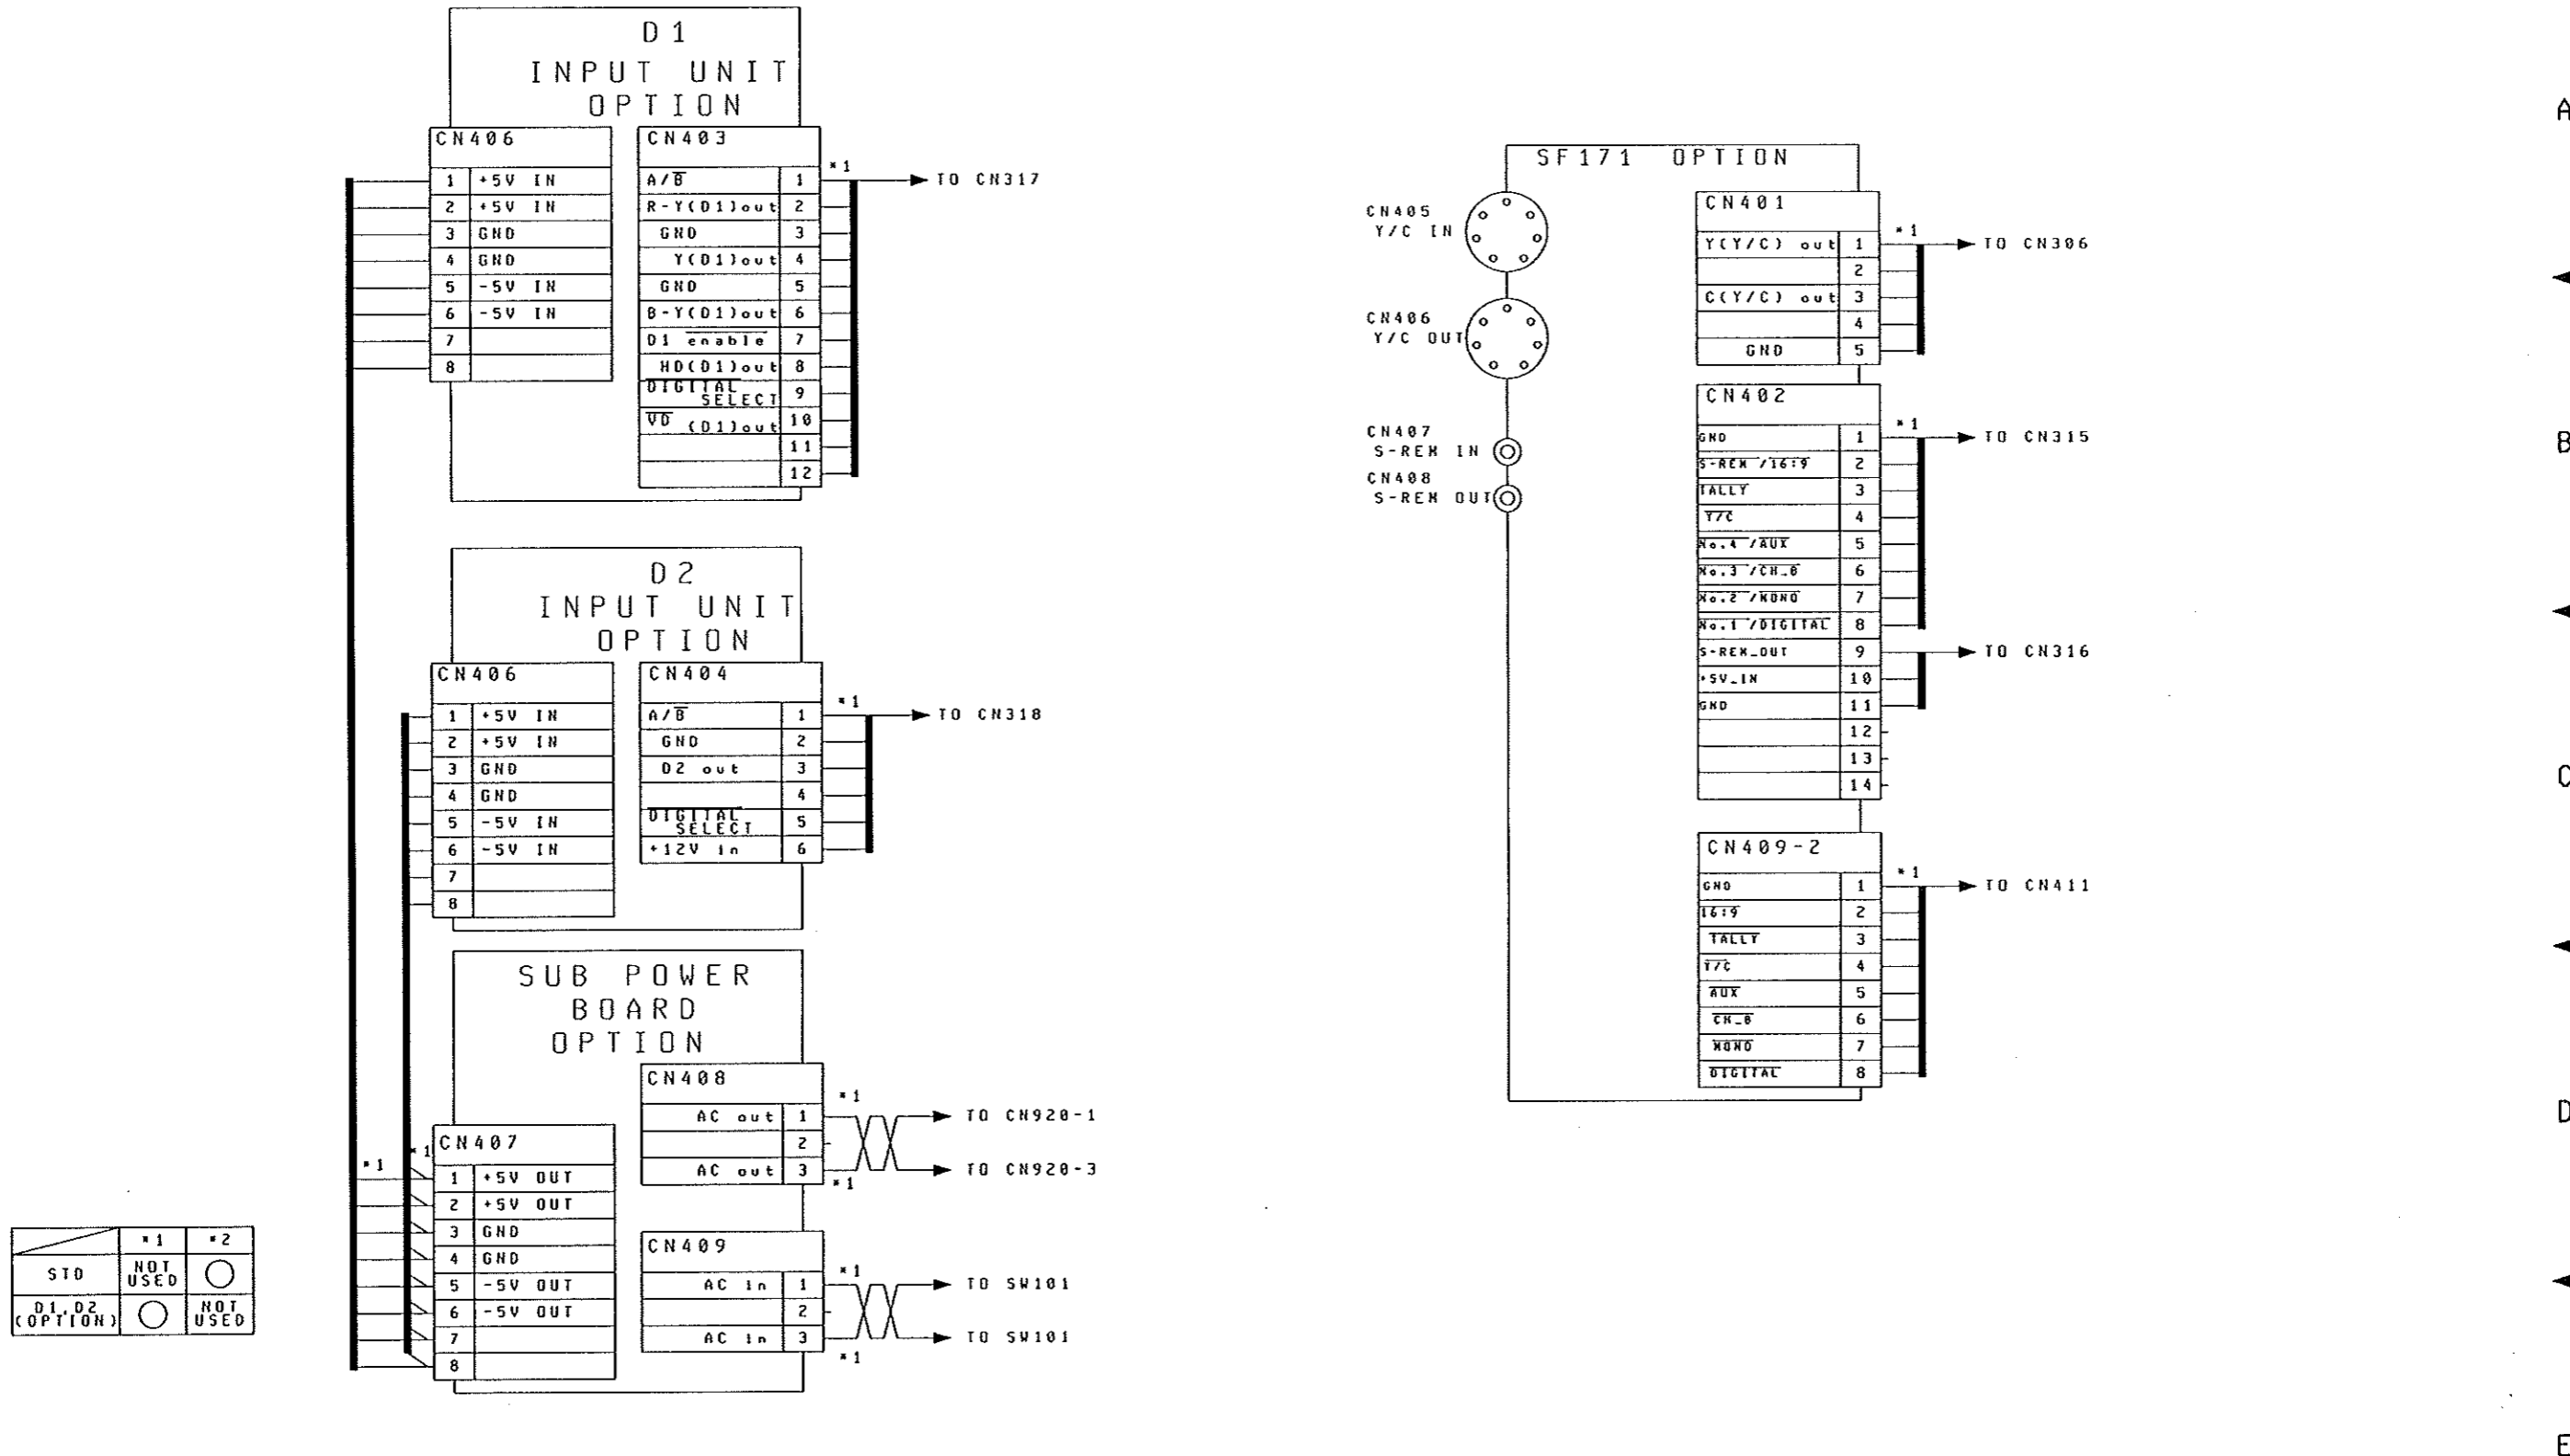 D1
INPUT UNIT
OPTION
CN406
1 +5V IN
2 +5V IN
3 GND
4 GND
5 -5V IN
6 -5V IN
7
8
CN403
*1
A/B 1 TO CN317
R-Y(D1)out 2
GND 3
Y(D1)out 4
GND 5
B-Y(D1)out 6
D1 enable 7
HD(D1)out 8
DIGITAL
SELECT 9
VD (D1)out 10
11
12
D2
INPUT UNIT
OPTION
CN406
1 +5V IN
2 +5V IN
3 GND
4 GND
5 -5V IN
6 -5V IN
7
8
CN404
*1
A/B 1 TO CN318
GND 2
D2 out 3
4
DIGITAL
SELECT 5
+12V in 6
SUB POWER
BOARD
OPTION
CN408
*1
AC out 1 TO CN920-1
2
AC out 3 TO CN920-3
*1
*1
*1
CN407
1 +5V OUT
2 +5V OUT
3 GND
4 GND
5 -5V OUT
6 -5V OUT
7
8
CN409
*1
AC in 1 TO SW101
2
AC in 3 TO SW101
*1
*1 *2
STD NOT USED
D1,D2 (OPTION) NOT USED
SF171 OPTION
CN405
Y/C IN
CN406
Y/C OUT
CN407
S-REM IN
CN408
S-REM OUT
CN401
*1
Y(Y/C) out 1 TO CN306
2
C(Y/C) out 3
4
GND 5
CN402
*1
GND 1 TO CN315
S-REM /16:9 2
TALLY 3
Y/C 4
No.4 /AUX 5
No.3 /CH_B 6
No.2 /MONO 7
No.1 /DIGITAL 8
S-REM_OUT 9 TO CN316
+5V_IN 10
GND 11
12
13
14
CN409-2
*1
GND 1 TO CN411
16:9 2
TALLY 3
Y/C 4
AUX 5
CH_B 6
MONO 7
DIGITAL 8
A
B
C
D
E